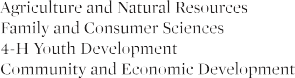 Agriculture and Natural Resources
Family and Consumer Sciences
4-H Youth Development
Community and Economic Development